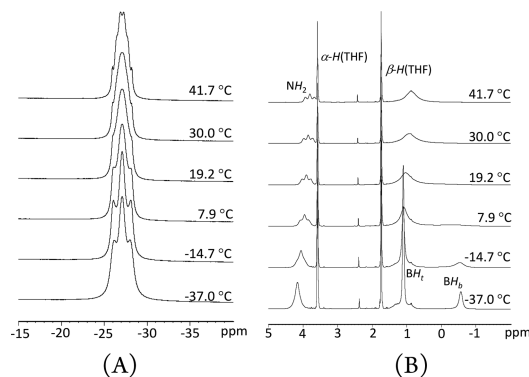 41.7 °C
30.0 °C
19.2 °C
7.9 °C
-14.7 °C
-37.0 °C
-15 -20 -25 -30 -35 ppm
(A)
α-H(THF) β-H(THF)
NH2
41.7 °C
30.0 °C
19.2 °C
7.9 °C
-14.7 °C
BHt BHb
-37.0 °C
5 4 3 2 1 0 -1 ppm
(B)